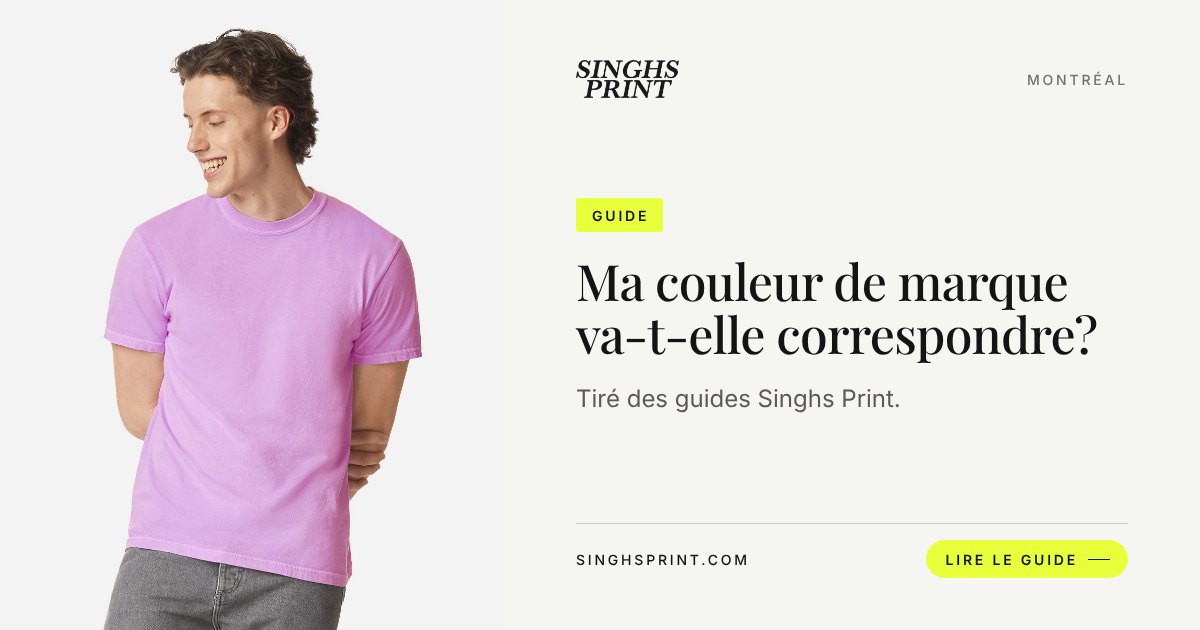 SINGHS
PRINT
MONTRÉAL
GUIDE
Ma couleur de marque
va-t-elle correspondre?
Tiré des guides Singhs Print.
SINGHSPRINT.COM
LIRE LE GUIDE —